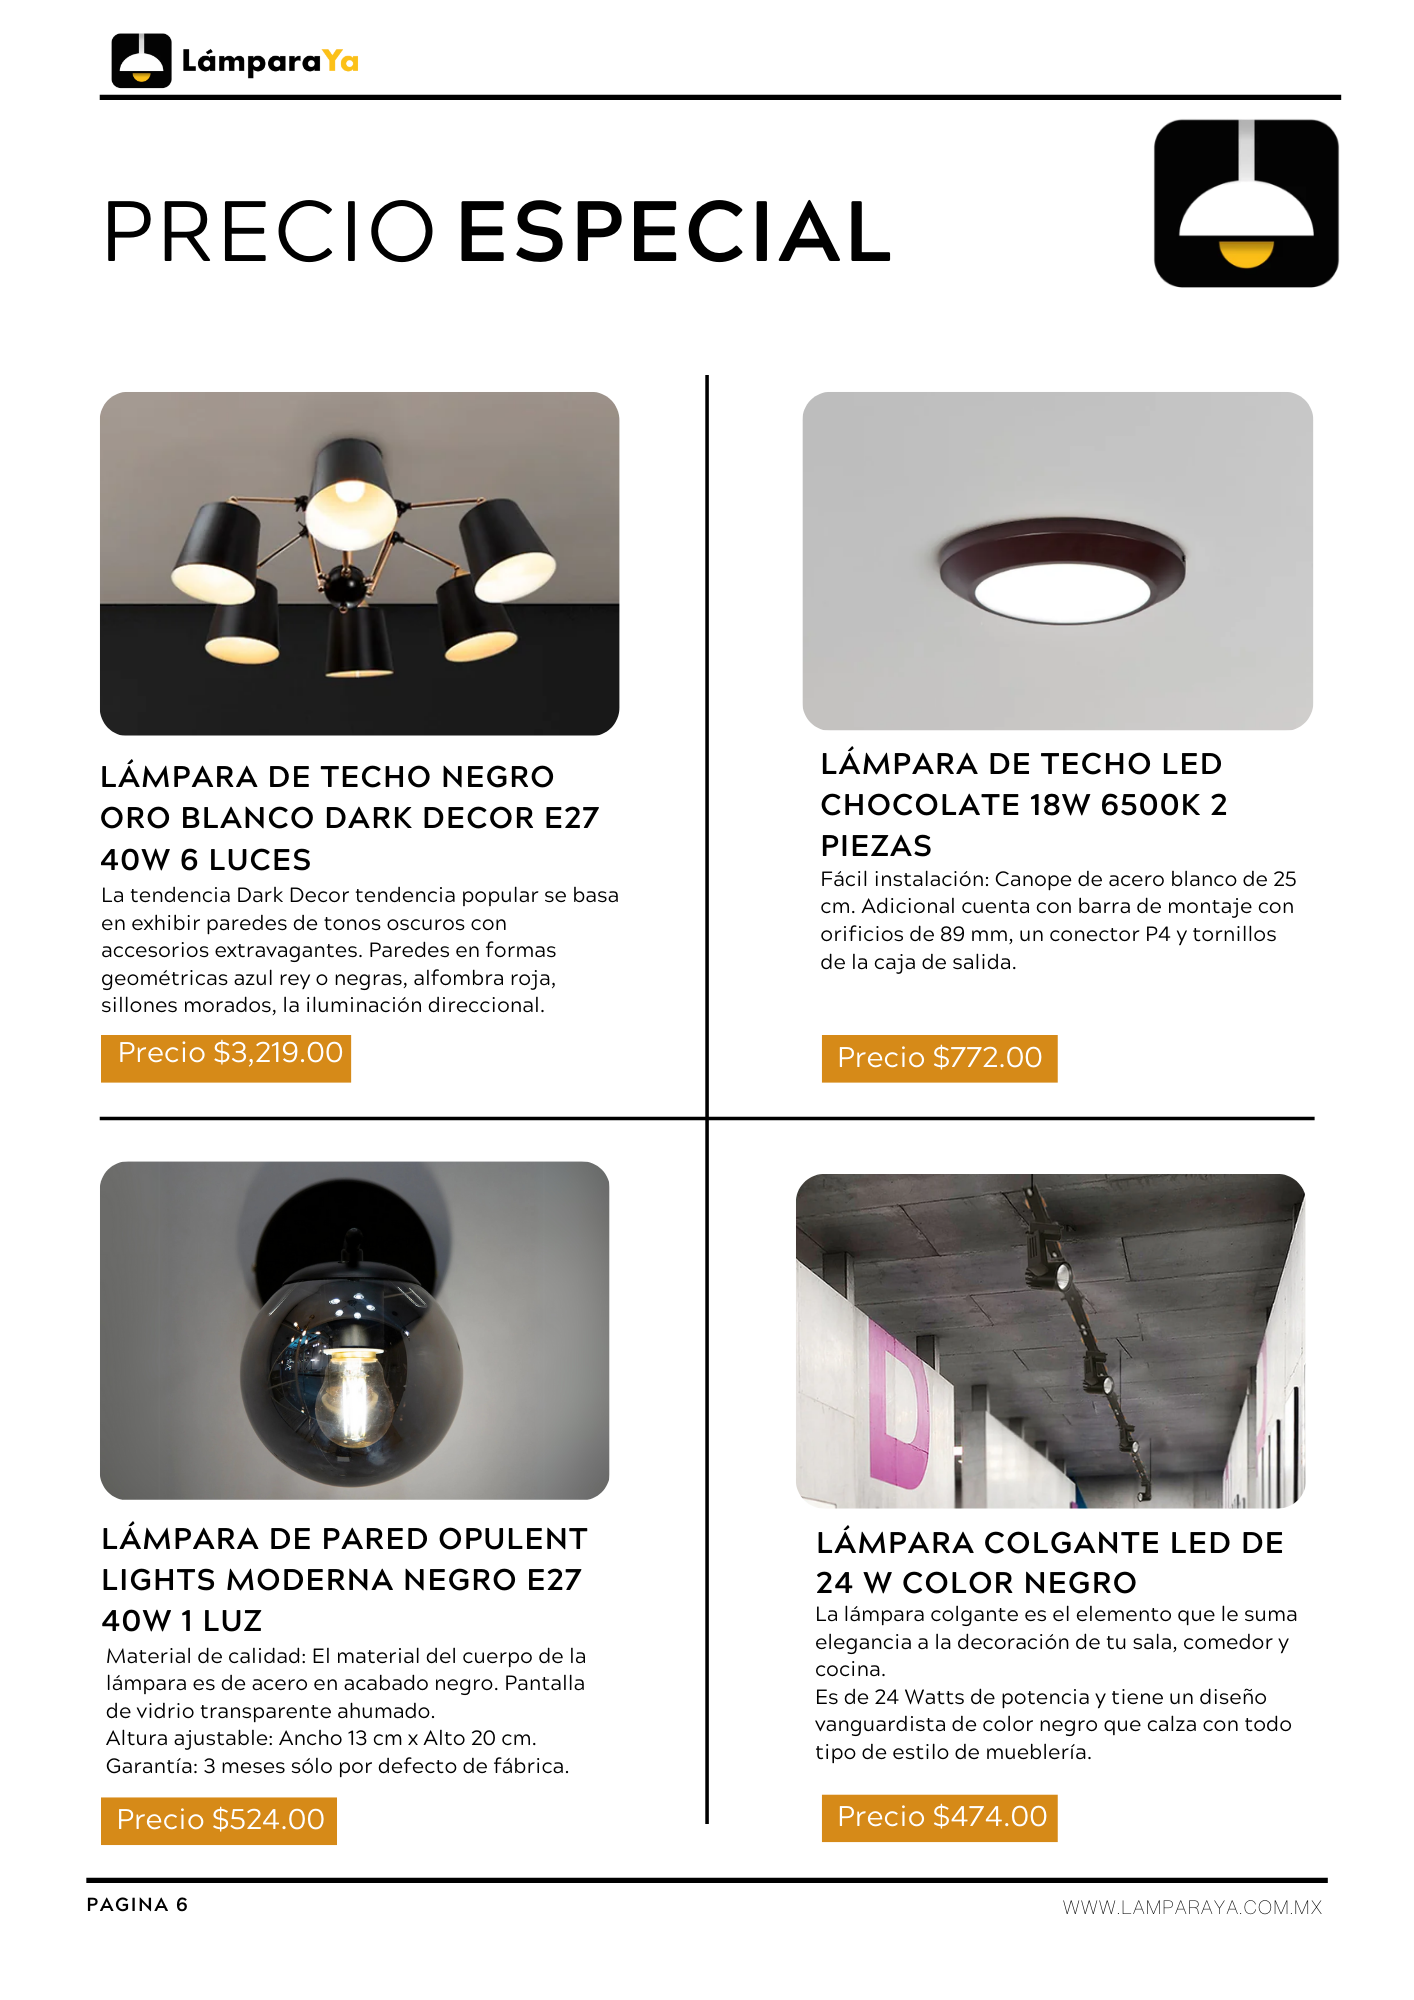 LámparaYa
PRECIO ESPECIAL
LÁMPARA DE TECHO NEGRO
ORO BLANCO DARK DECOR E27
40W 6 LUCES
La tendencia Dark Decor tendencia popular se basa
en exhibir paredes de tonos oscuros con
accesorios extravagantes. Paredes en formas
geométricas azul rey o negras, alfombra roja,
sillones morados, la iluminación direccional.
Precio $3,219.00
LÁMPARA DE TECHO LED
CHOCOLATE 18W 6500K 2
PIEZAS
Fácil instalación: Canope de acero blanco de 25
cm. Adicional cuenta con barra de montaje con
orificios de 89 mm, un conector P4 y tornillos
de la caja de salida.
Precio $772.00
LÁMPARA DE PARED OPULENT
LIGHTS MODERNA NEGRO E27
40W 1 LUZ
Material de calidad: El material del cuerpo de la
lámpara es de acero en acabado negro. Pantalla
de vidrio transparente ahumado.
Altura ajustable: Ancho 13 cm x Alto 20 cm.
Garantía: 3 meses sólo por defecto de fábrica.
Precio $524.00
D
LÁMPARA COLGANTE LED DE
24 W COLOR NEGRO
La lámpara colgante es el elemento que le suma
elegancia a la decoración de tu sala, comedor y
cocina.
Es de 24 Watts de potencia y tiene un diseño
vanguardista de color negro que calza con todo
tipo de estilo de mueblería.
Precio $474.00
PAGINA 6
WWW.LAMPARAYA.COM.MX